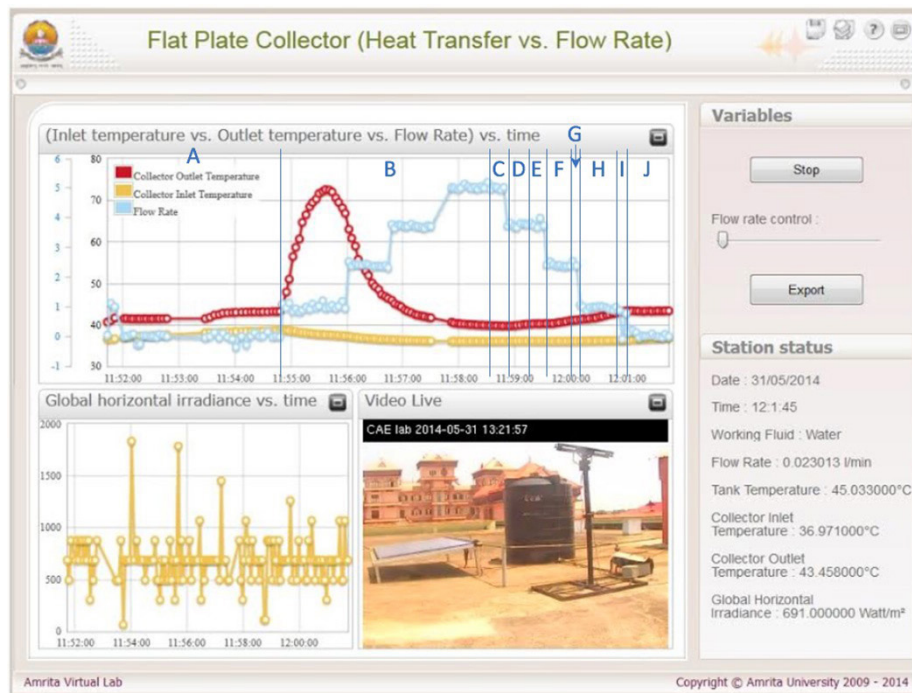 Flat Plate Collector (Heat Transfer vs. Flow Rate)
?
(Inlet temperature vs. Outlet temperature vs. Flow Rate) vs. time
A
B
C
D
E
F
G
H
I
J
Collector Outlet Temperature
Collector Inlet Temperature
Flow Rate
6
5
4
3
2
1
0
-1
80
70
60
50
40
30
11:52:00 11:53:00 11:54:00 11:55:00 11:56:00 11:57:00 11:58:00 11:59:00 12:00:00 12:01:00
Global horizontal irradiance vs. time
2000
1500
1000
500
0
11:52:00 11:54:00 11:56:00 11:58:00 12:00:00
Video Live
CAE lab 2014-05-31 13:21:57
Variables
Stop
Flow rate control :
Export
Station status
Date : 31/05/2014
Time : 12:1:45
Working Fluid : Water
Flow Rate : 0.023013 l/min
Tank Temperature : 45.033000°C
Collector Inlet
Temperature : 36.971000°C
Collector Outlet
Temperature : 43.458000°C
Global Horizontal
Irradiance : 691.000000 Watt/m²
Amrita Virtual Lab
Copyright © Amrita University 2009 - 2014